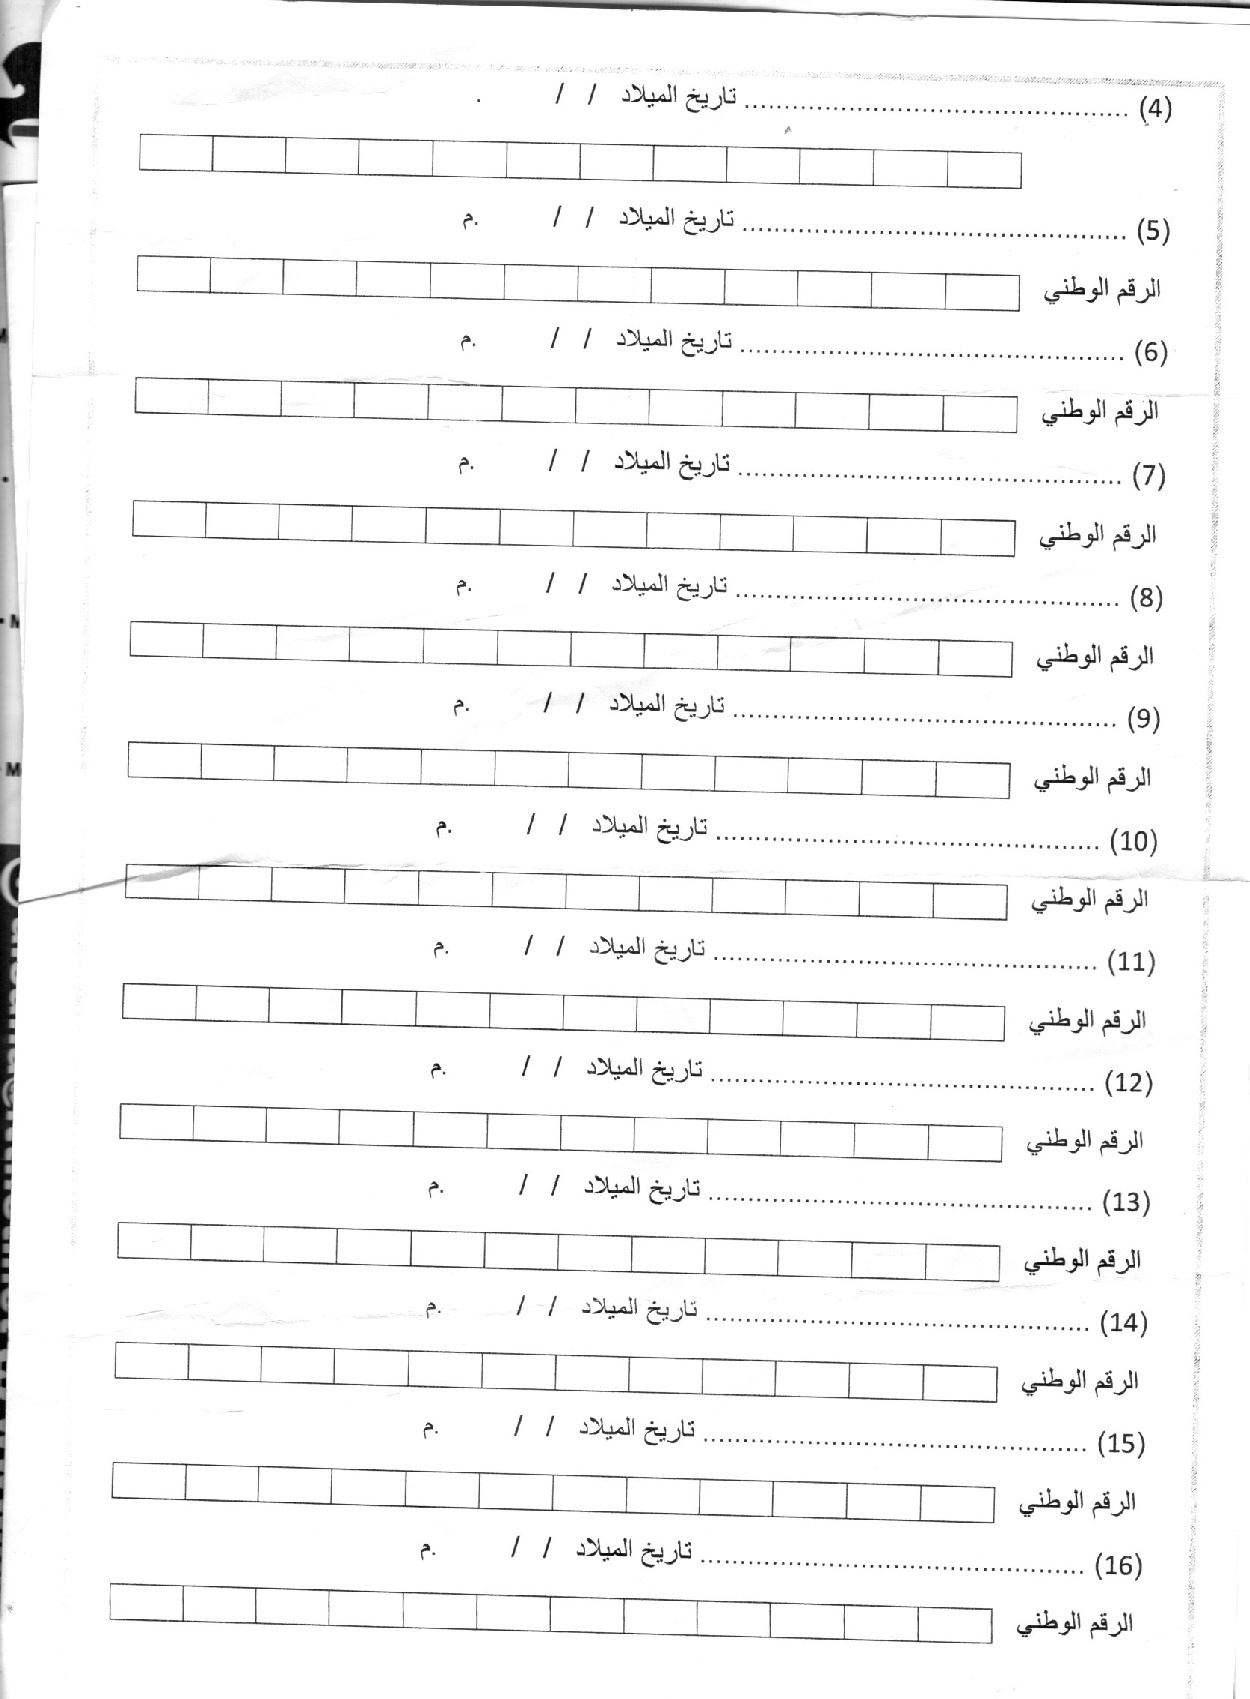 (4) ................................................ تاريخ الميلاد / / .
(5) ................................................ تاريخ الميلاد / / م.
الرقم الوطني
(6) ................................................ تاريخ الميلاد / / م.
الرقم الوطني
(7) ................................................ تاريخ الميلاد / / م.
الرقم الوطني
(8) ................................................ تاريخ الميلاد / / م.
الرقم الوطني
(9) ................................................ تاريخ الميلاد / / م.
الرقم الوطني
(10) ................................................ تاريخ الميلاد / / م.
الرقم الوطني
(11) ................................................ تاريخ الميلاد / / م.
الرقم الوطني
(12) ................................................ تاريخ الميلاد / / م.
الرقم الوطني
(13) ................................................ تاريخ الميلاد / / م.
الرقم الوطني
(14) ................................................ تاريخ الميلاد / / م.
الرقم الوطني
(15) ................................................ تاريخ الميلاد / / م.
الرقم الوطني
(16) ................................................ تاريخ الميلاد / / م.
الرقم الوطني